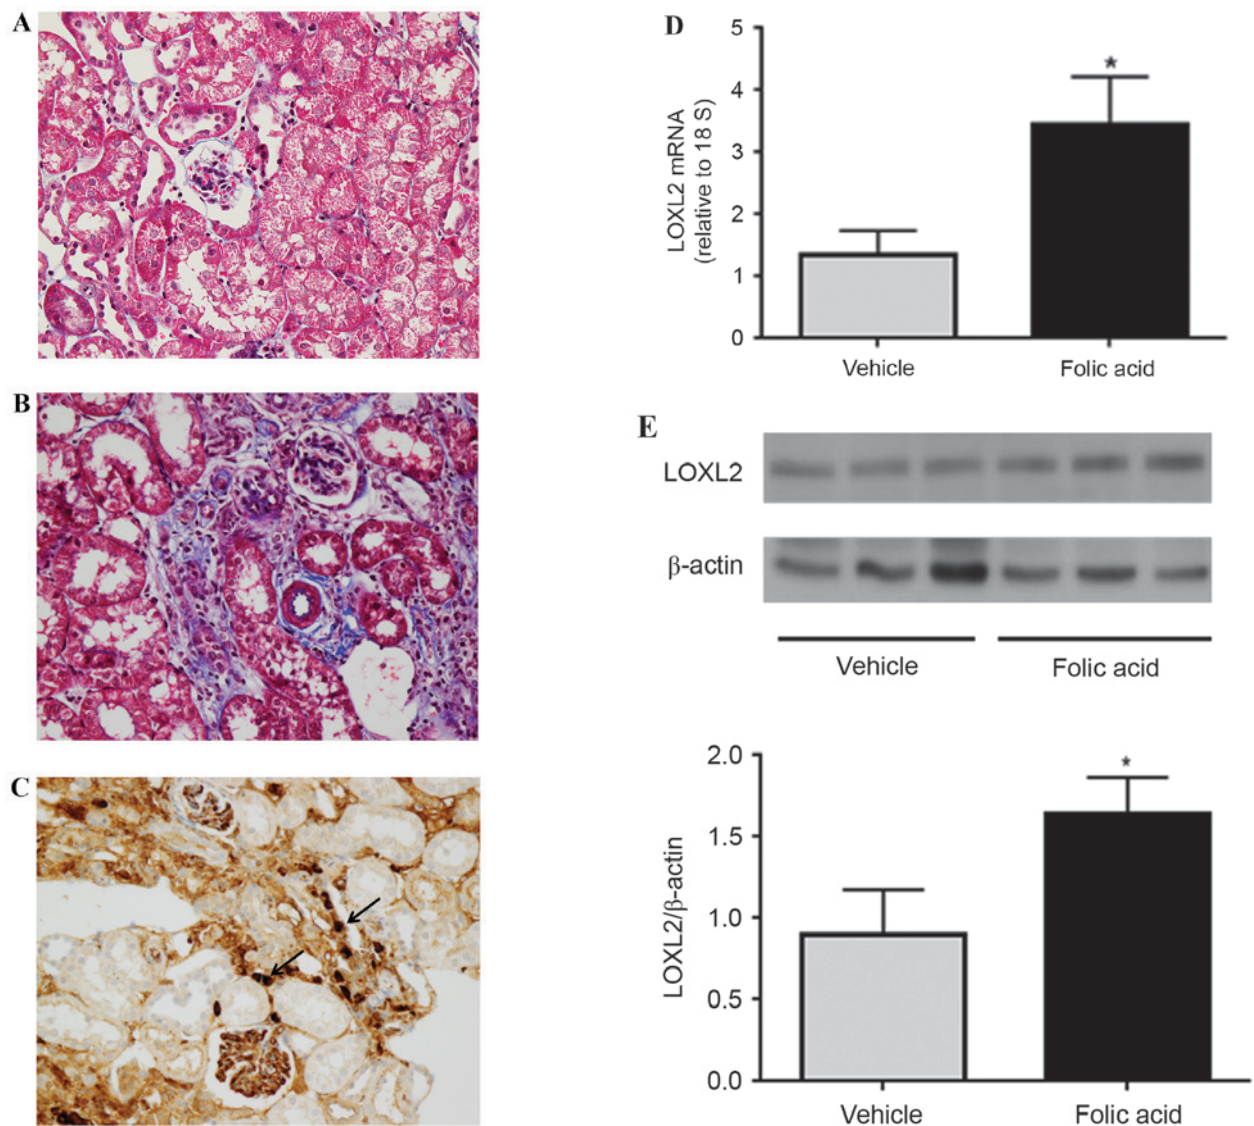 A
B
C
D
5
4
3
2
1
0
LOXL2 mRNA
(relative to 18 S)
*
Vehicle
Folic acid
E
LOXL2
β-actin
Vehicle
Folic acid
2.0
1.5
1.0
0.5
0.0
LOXL2/β-actin
*
Vehicle
Folic acid